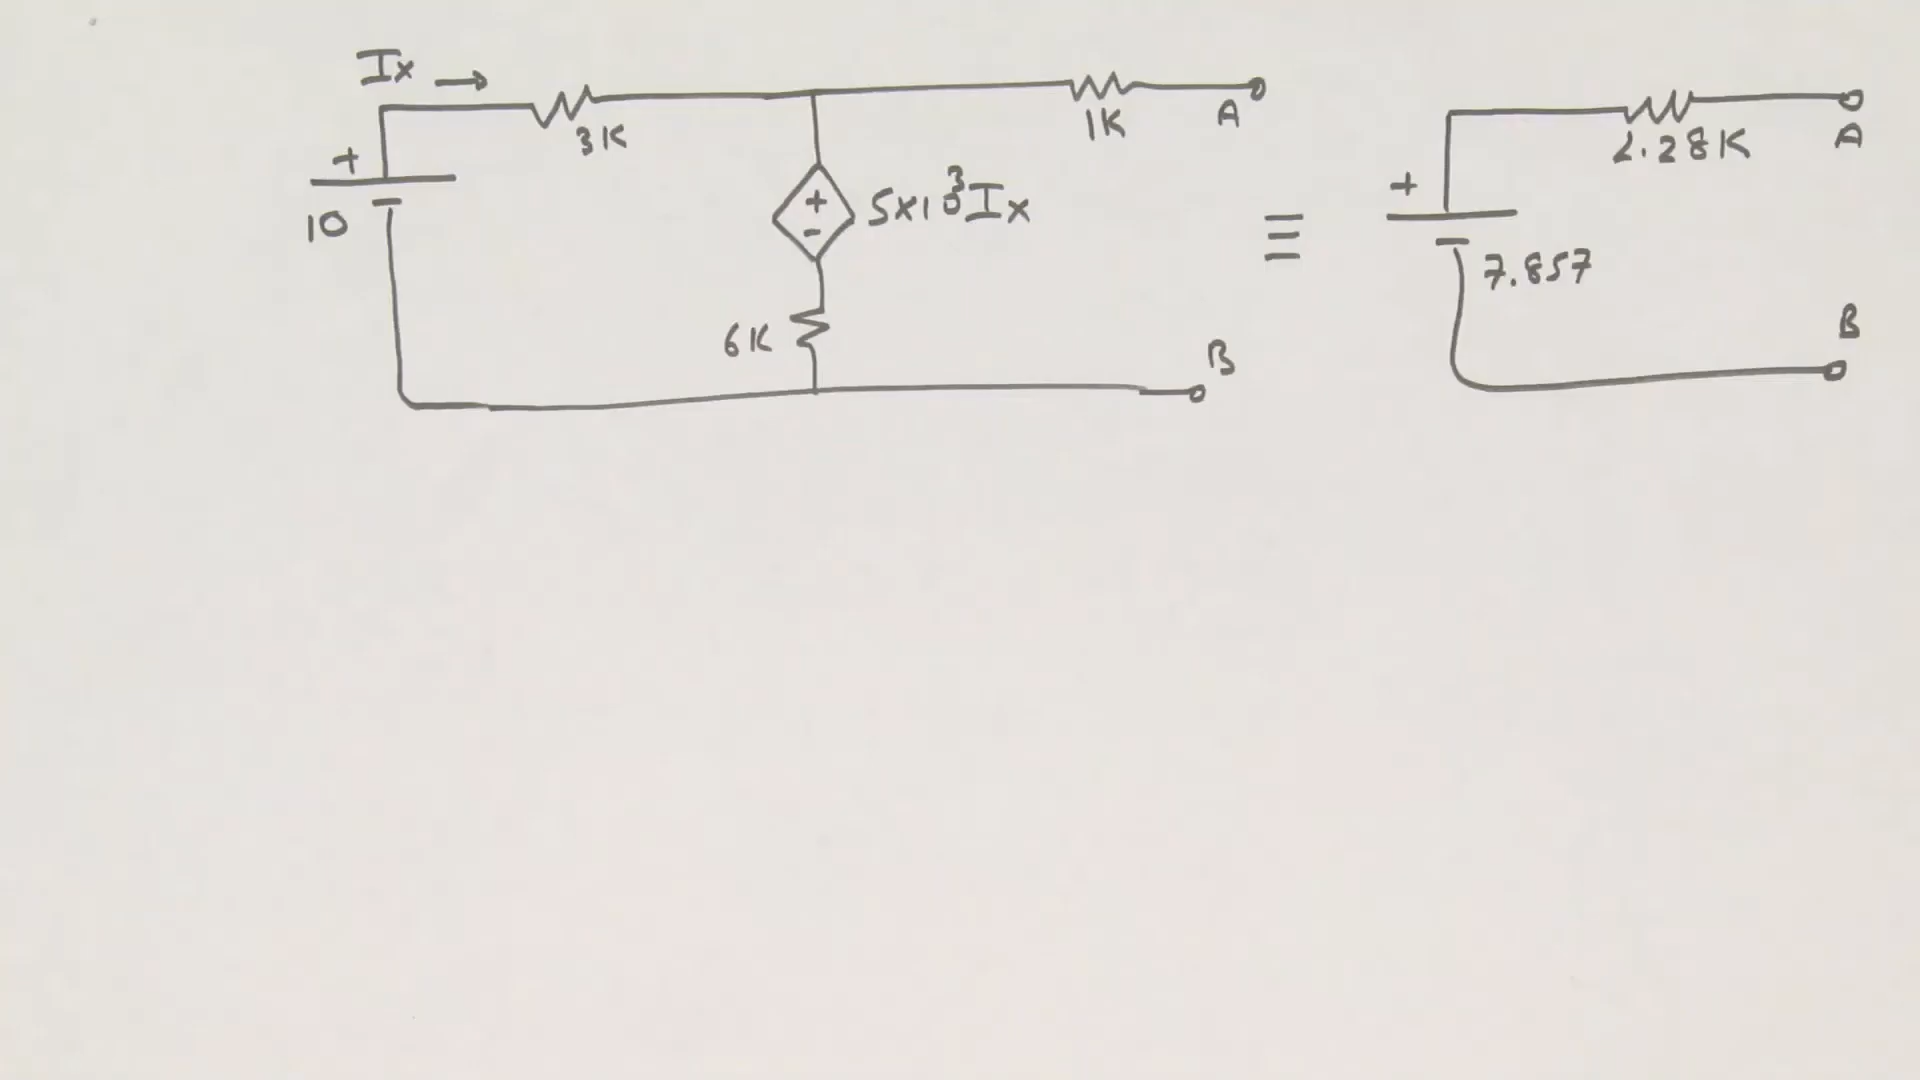 Ix →
3K
1K
A
+
10
+
-
5x10³Ix
6K
B
≡
2.28K
A
+
7.857
B